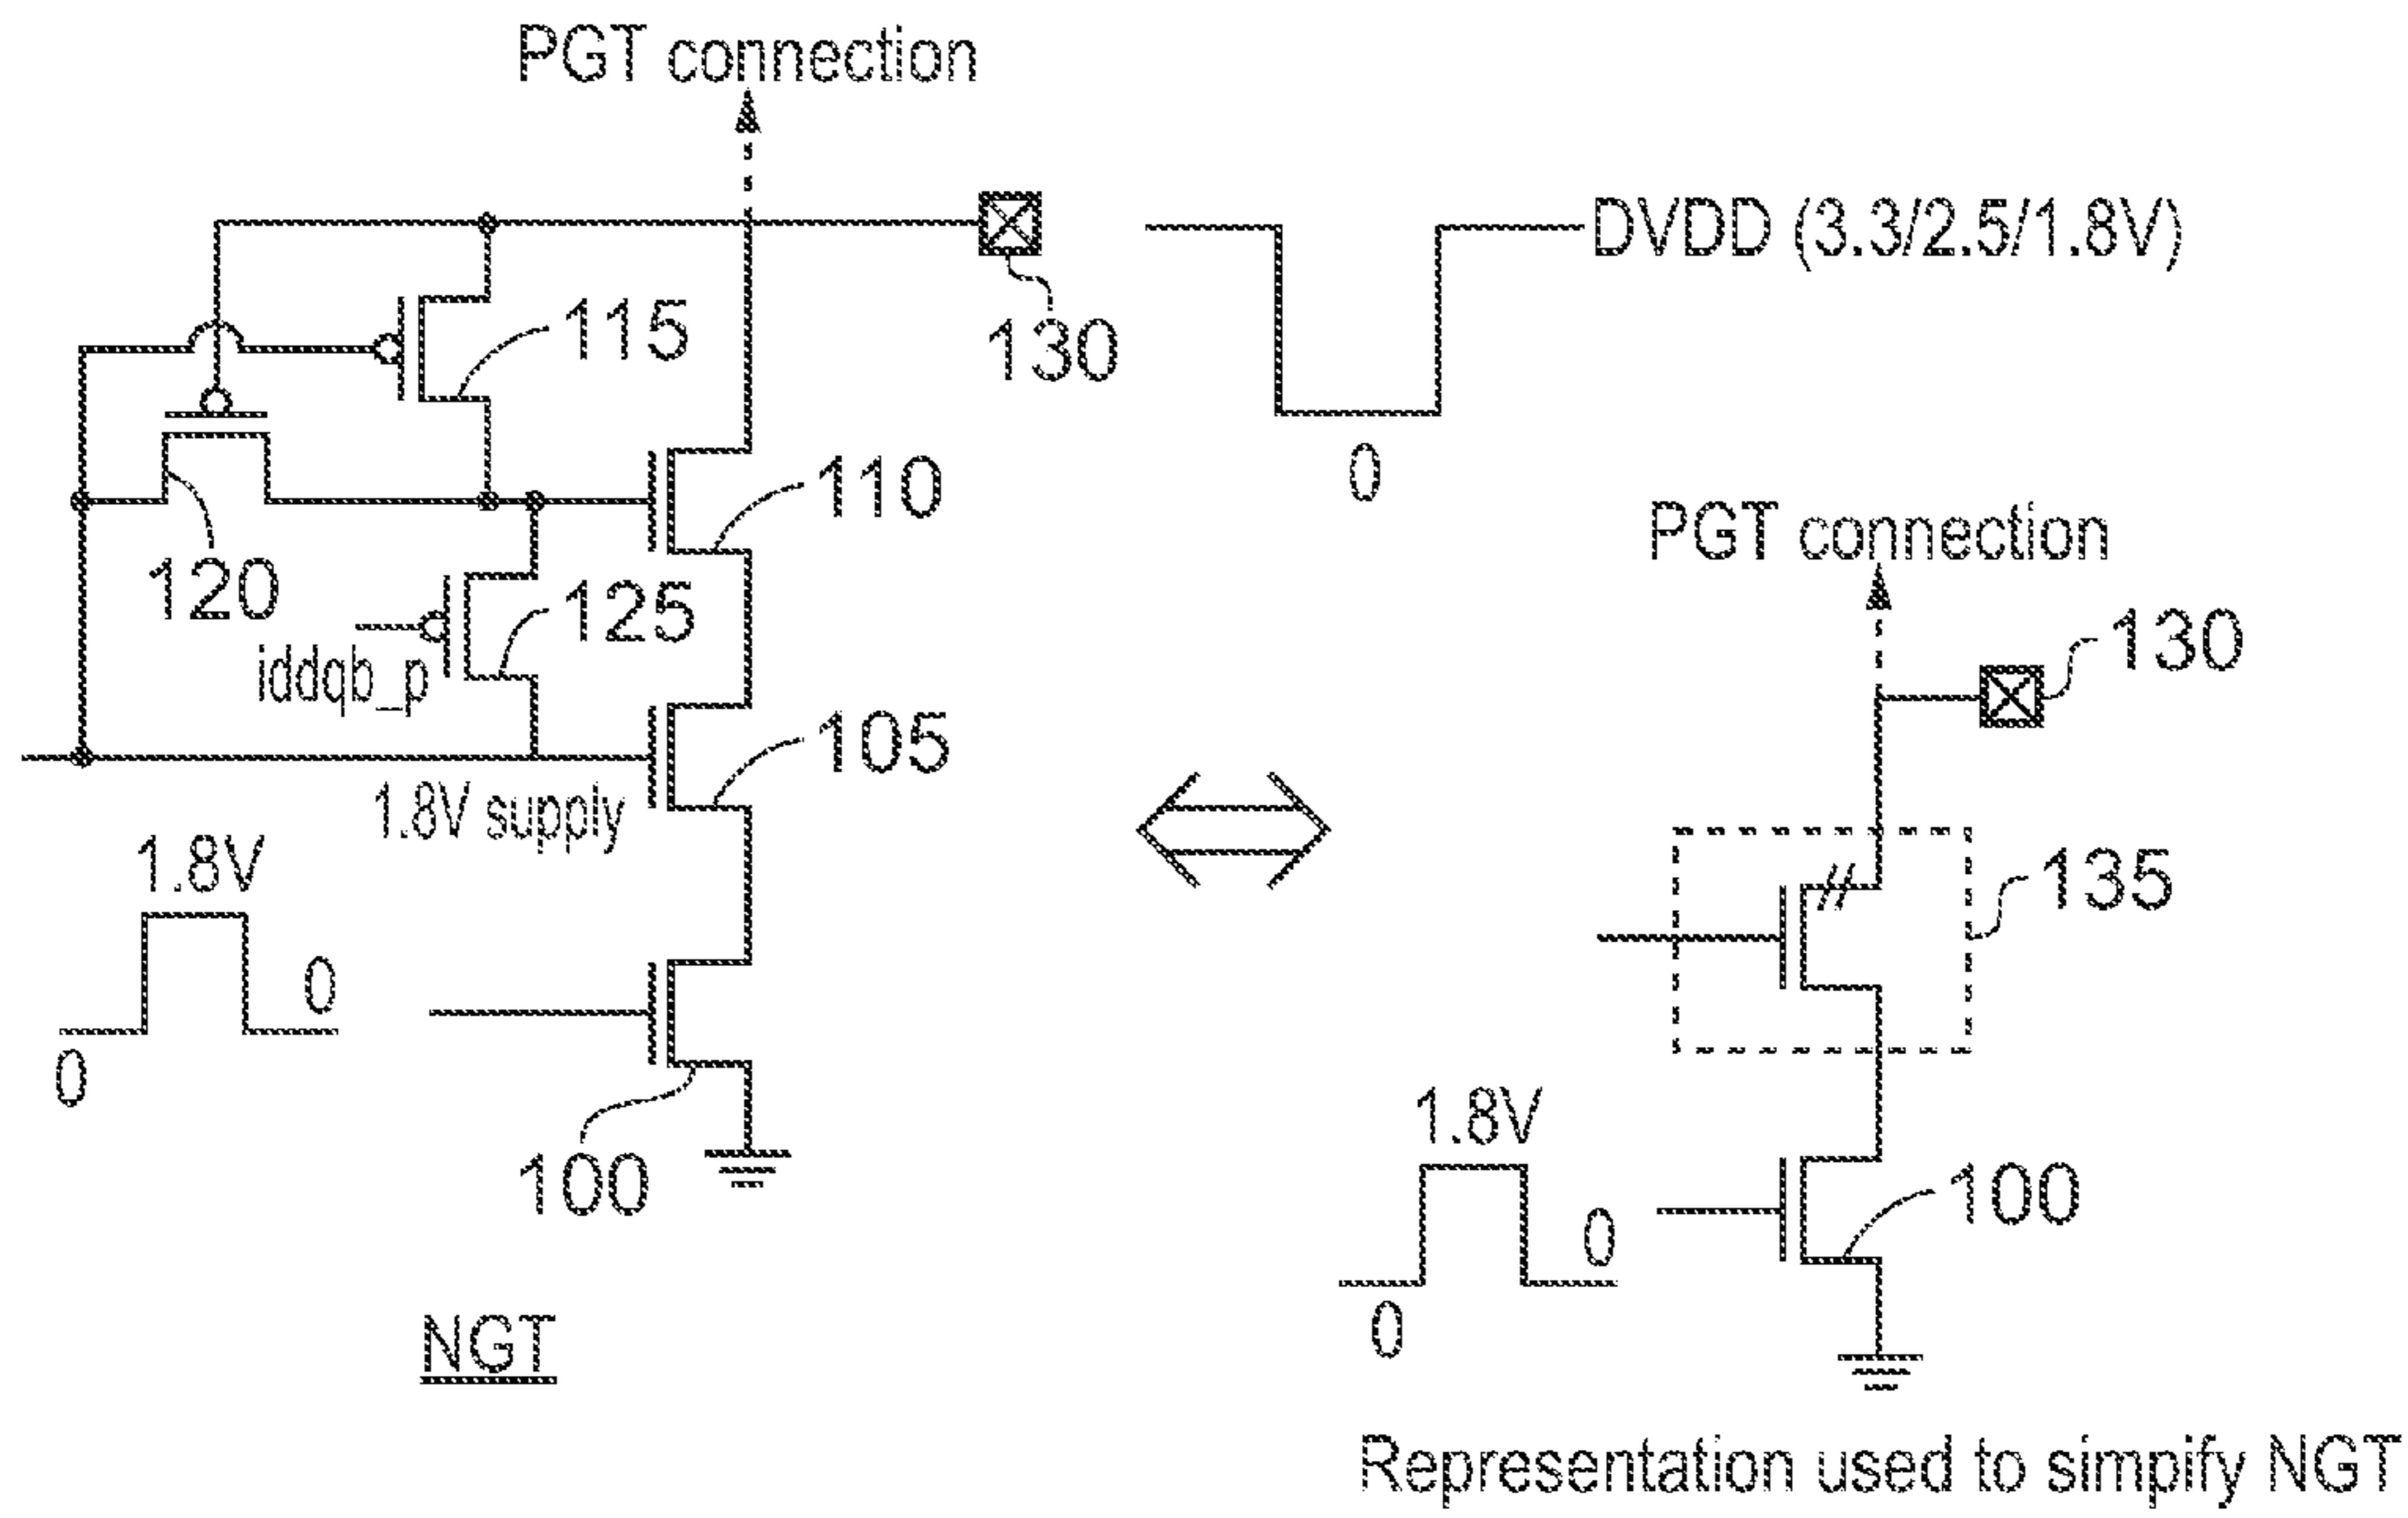 PGT connection
DVDD (3.3/2.5/1.8V)
115
130
0
110
PGT connection
120
125
130
iddqb_p
105
1.8V supply
1.8V
135
0
0
1.8V
100
100
0
0
NGT
Representation used to simpify NGT